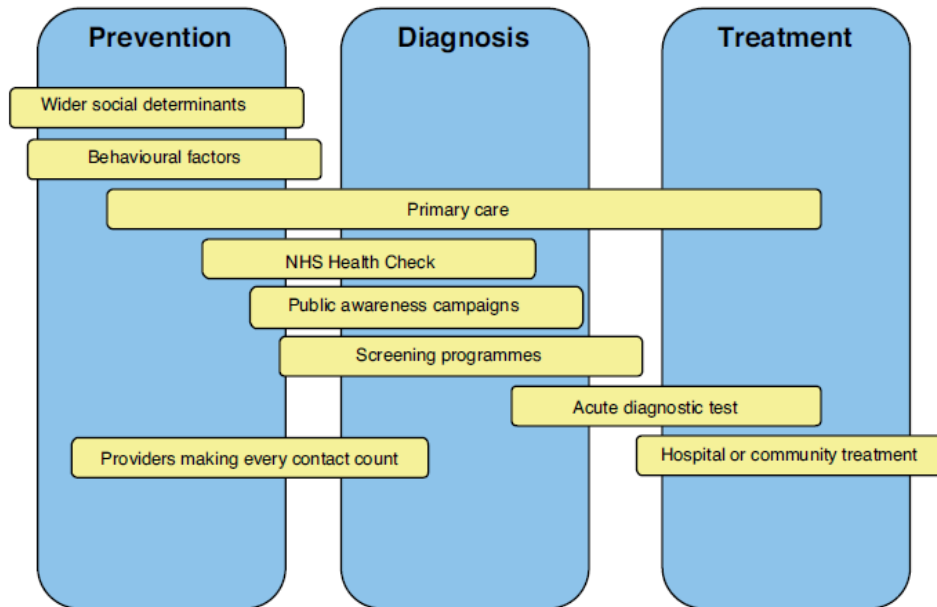 Prevention
Diagnosis
Treatment
Wider social determinants
Behavioural factors
Primary care
NHS Health Check
Public awareness campaigns
Screening programmes
Acute diagnostic test
Providers making every contact count
Hospital or community treatment